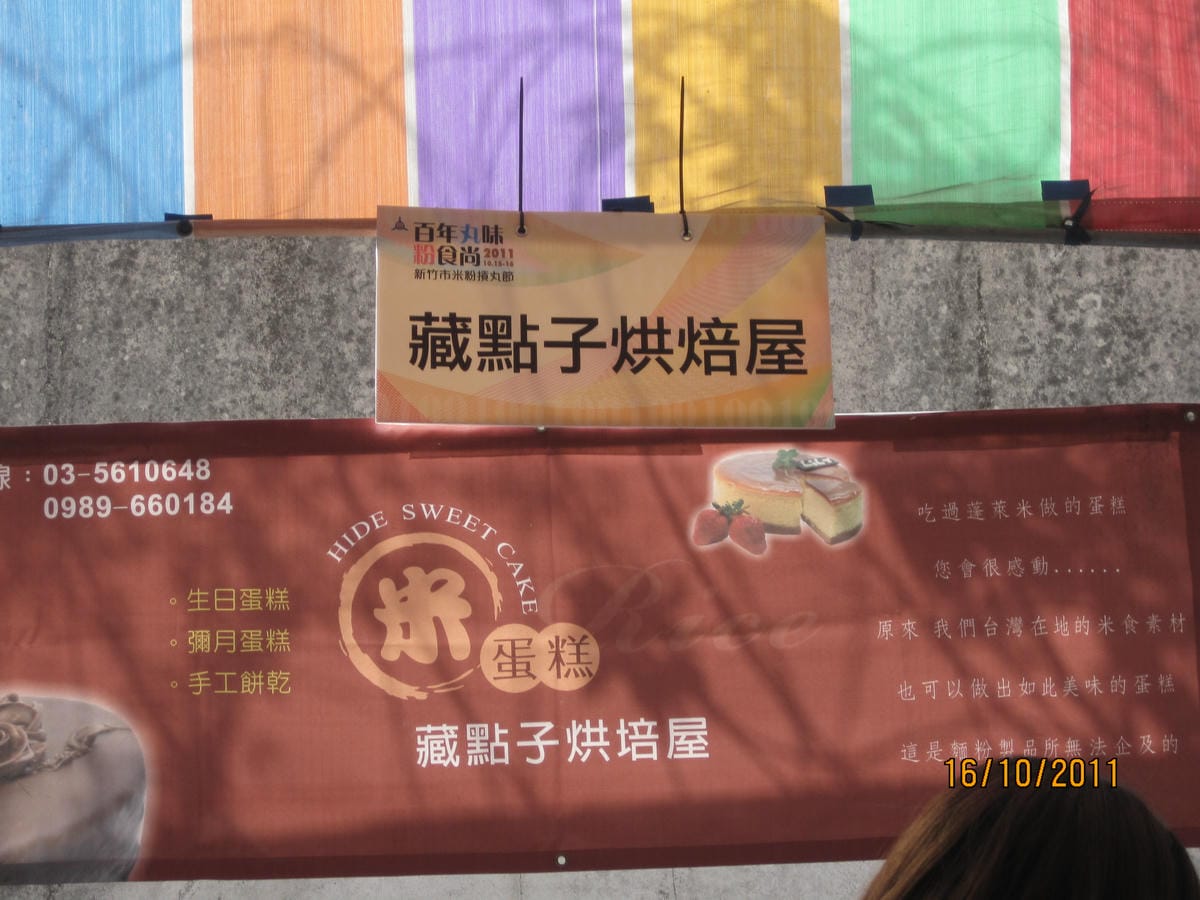 百年丸味
粉食尚 2011
10.15-16
新竹市米粉摃丸節
藏點子烘焙屋
線：03-5610648
0989-660184
HIDE SWEET CAKE
米
蛋糕
Rice
藏點子烘培屋
。生日蛋糕
。彌月蛋糕
。手工餅乾
吃過蓬萊米做的蛋糕
您會很感動......
原來 我們台灣在地的米食素材
也可以做出如此美味的蛋糕
這是麵粉製品所無法企及的
16/10/2011